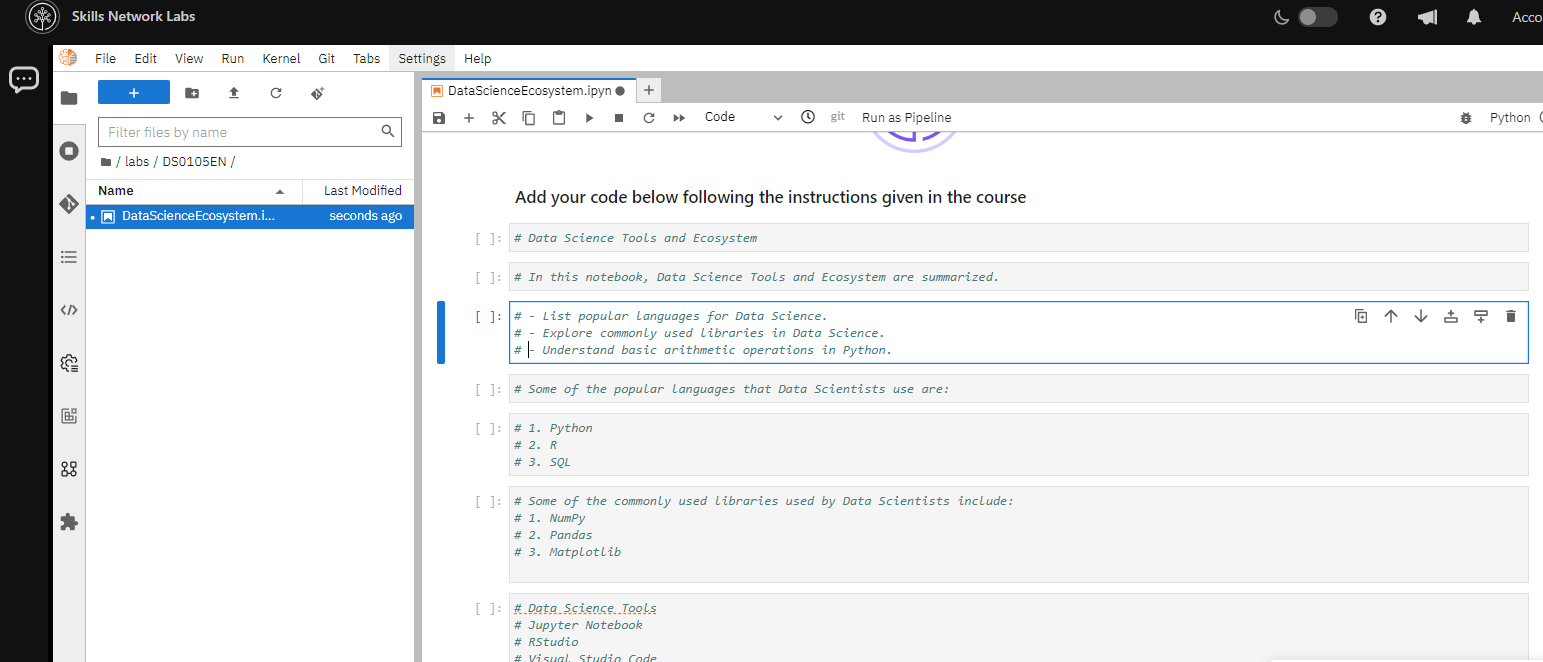 Skills Network Labs
Acco
File Edit View Run Kernel Git Tabs Settings Help
DataScienceEcosystem.ipyn
Filter files by name
/ labs / DS0105EN /
Name Last Modified
DataScienceEcosystem.i... seconds ago
Code git Run as Pipeline Python
Add your code below following the instructions given in the course
[ ]: # Data Science Tools and Ecosystem
[ ]: # In this notebook, Data Science Tools and Ecosystem are summarized.
[ ]: # - List popular languages for Data Science.
# - Explore commonly used libraries in Data Science.
# - Understand basic arithmetic operations in Python.
[ ]: # Some of the popular languages that Data Scientists use are:
[ ]: # 1. Python
# 2. R
# 3. SQL
[ ]: # Some of the commonly used libraries used by Data Scientists include:
# 1. NumPy
# 2. Pandas
# 3. Matplotlib
[ ]: # Data Science Tools
# Jupyter Notebook
# RStudio
# Visual Studio Code